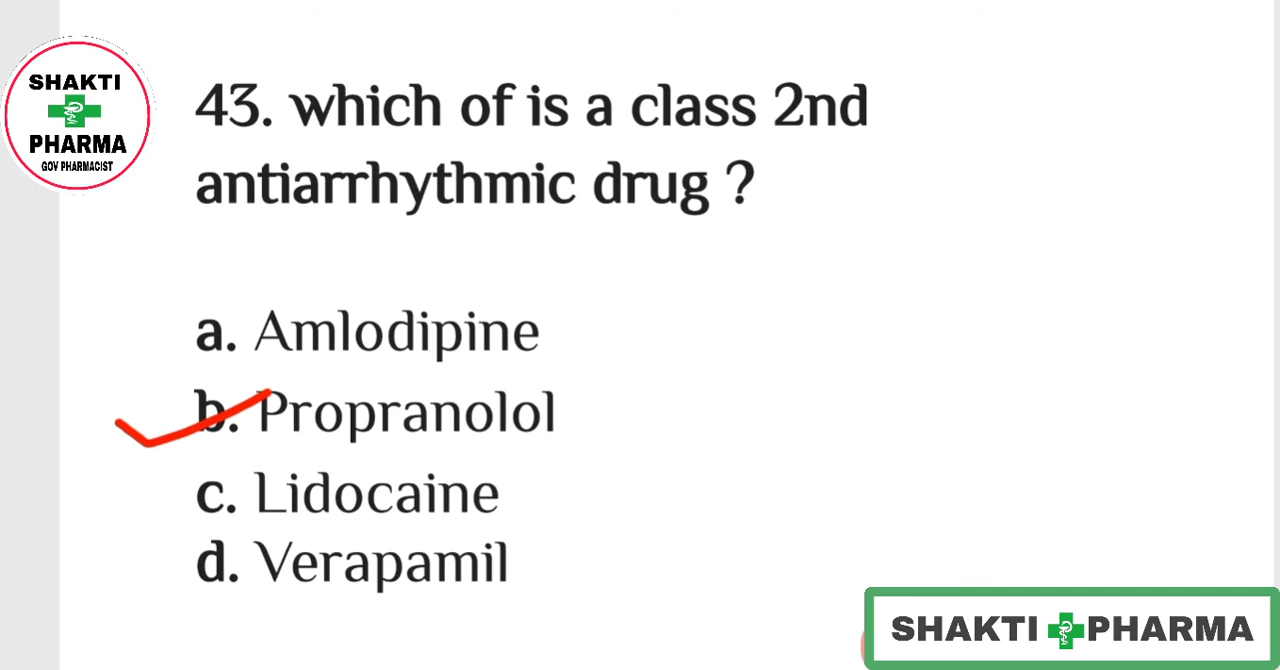 SHAKTI
PHARMA
GOV PHARMACIST
43. which of is a class 2nd
antiarrhythmic drug ?
a. Amlodipine
b. Propranolol
c. Lidocaine
d. Verapamil
SHAKTI PHARMA